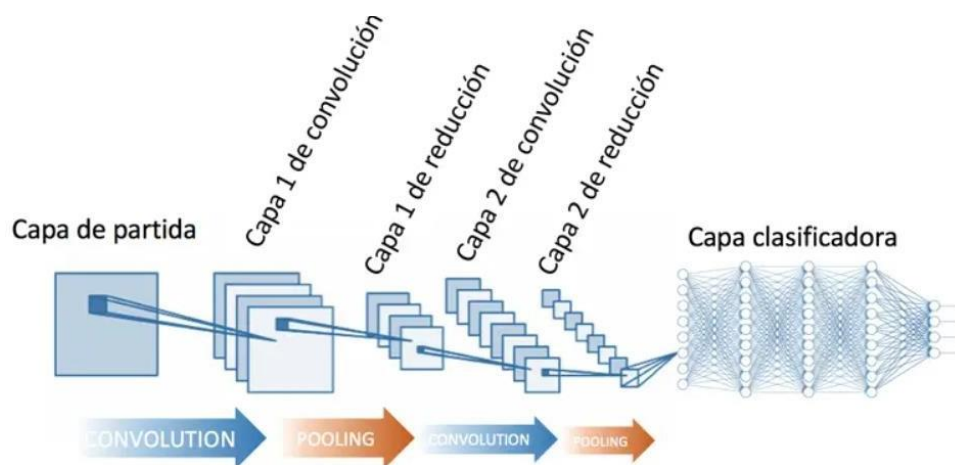 Capa de partida
Capa 1 de convolución
Capa 1 de reducción
Capa 2 de convolución
Capa 2 de reducción
Capa clasificadora
CONVOLUTION
POOLING
CONVOLUTION
POOLING